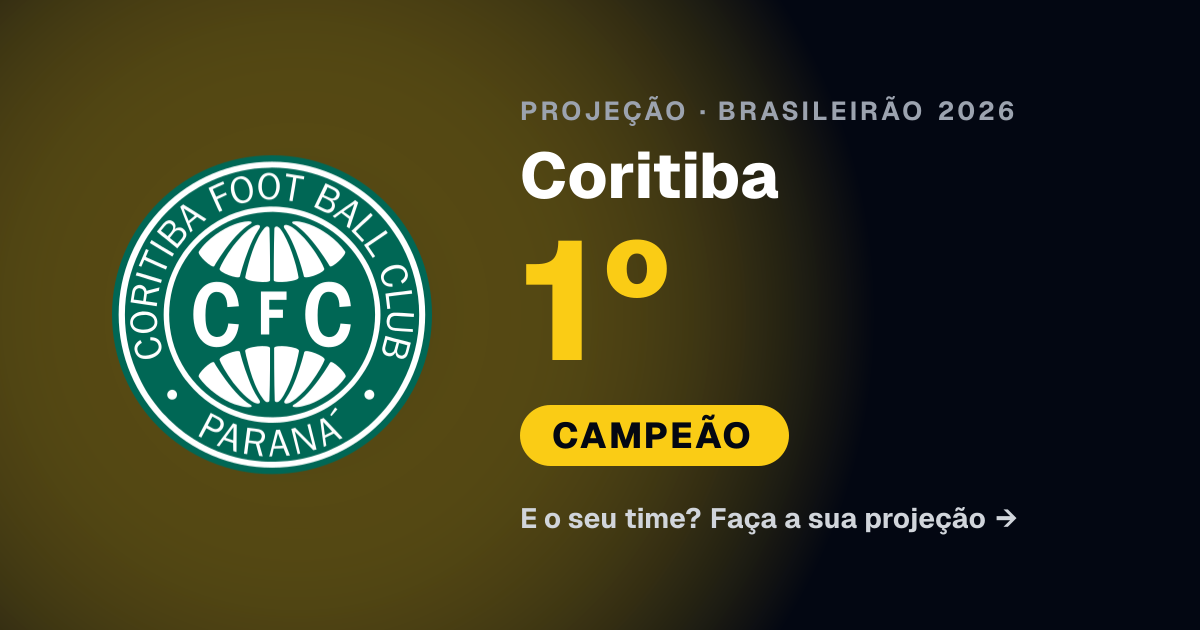 CORITIBA FOOT BALL CLUB
CFC
PARANÁ
PROJEÇÃO · BRASILEIRÃO 2026
Coritiba
1º
CAMPEÃO
E o seu time? Faça a sua projeção →